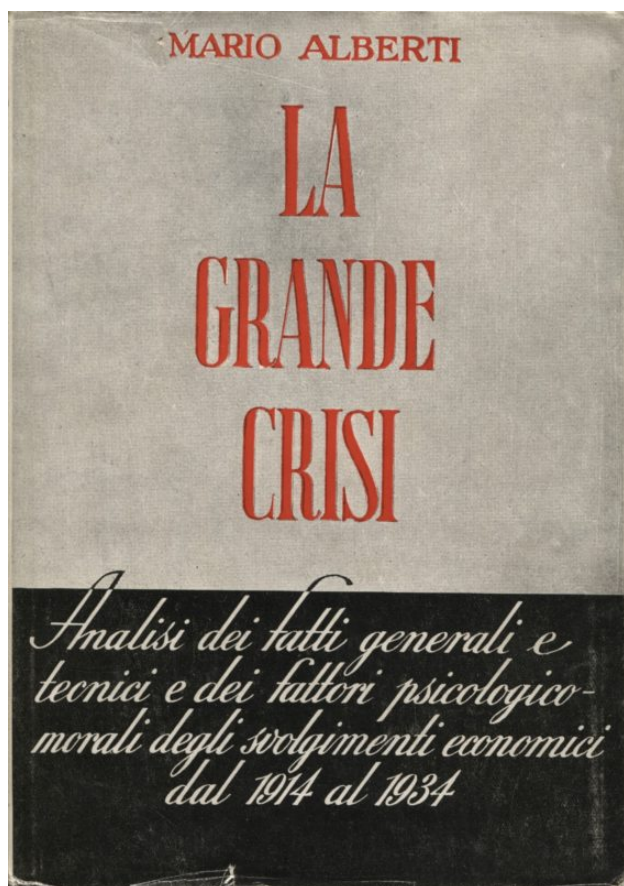 MARIO ALBERTI
LA
GRANDE
CRISI
Analisi dei fatti generali e
tecnici e dei fattori psicologico-
morali degli svolgimenti economici
dal 1914 al 1934